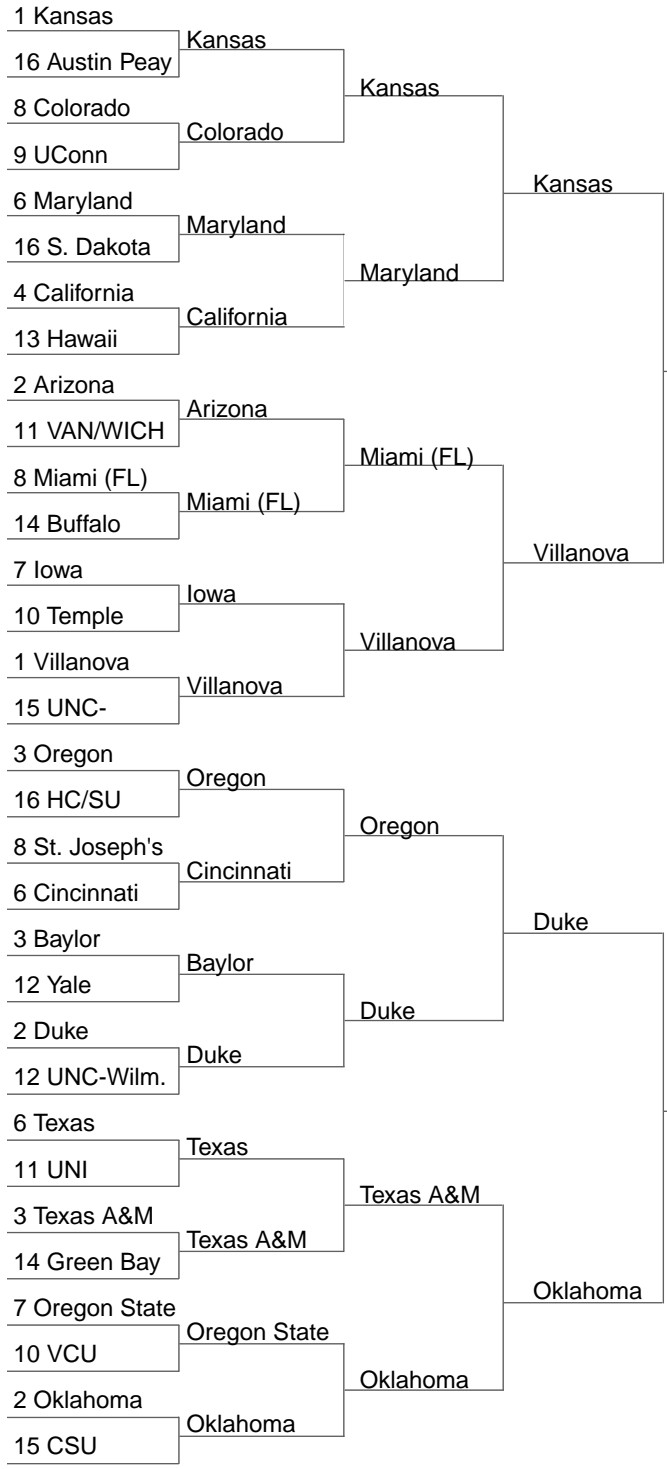 1 Kansas
16 Austin Peay
8 Colorado
9 UConn
6 Maryland
16 S. Dakota
4 California
13 Hawaii
2 Arizona
11 VAN/WICH
8 Miami (FL)
14 Buffalo
7 Iowa
10 Temple
1 Villanova
15 UNC-
3 Oregon
16 HC/SU
8 St. Joseph's
6 Cincinnati
3 Baylor
12 Yale
2 Duke
12 UNC-Wilm.
6 Texas
11 UNI
3 Texas A&M
14 Green Bay
7 Oregon State
10 VCU
2 Oklahoma
15 CSU
Kansas
Colorado
Maryland
California
Arizona
Miami (FL)
Iowa
Villanova
Oregon
Cincinnati
Baylor
Duke
Texas
Texas A&M
Oregon State
Oklahoma
Kansas
Maryland
Miami (FL)
Villanova
Oregon
Duke
Texas A&M
Oklahoma
Kansas
Villanova
Duke
Oklahoma